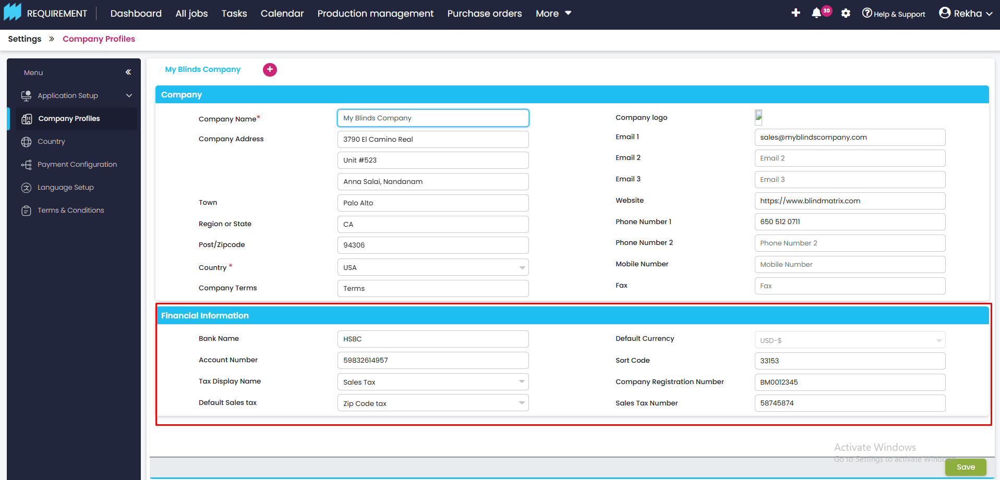 REQUIREMENT Dashboard All jobs Tasks Calendar Production management Purchase orders More 30 Help & Support Rekha
Settings » Company Profiles
Menu «
Application Setup
Company Profiles
Country
Payment Configuration
Language Setup
Terms & Conditions
My Blinds Company +
Company
Company Name* My Blinds Company
Company Address 3790 El Camino Real
Unit #523
Anna Salai, Nandanam
Town Palo Alto
Region or State CA
Post/Zipcode 94306
Country * USA
Company Terms Terms
Company logo
Email 1 sales@myblindscompany.com
Email 2 Email 2
Email 3 Email 3
Website https://www.blindmatrix.com
Phone Number 1 650 512 0711
Phone Number 2 Phone Number 2
Mobile Number Mobile Number
Fax Fax
Financial Information
Bank Name HSBC
Account Number 59832614957
Tax Display Name Sales Tax
Default Sales tax Zip Code tax
Default Currency USD-$
Sort Code 33153
Company Registration Number BM0012345
Sales Tax Number 58745874
Activate Windows
Go to Settings to activate Windows
Save